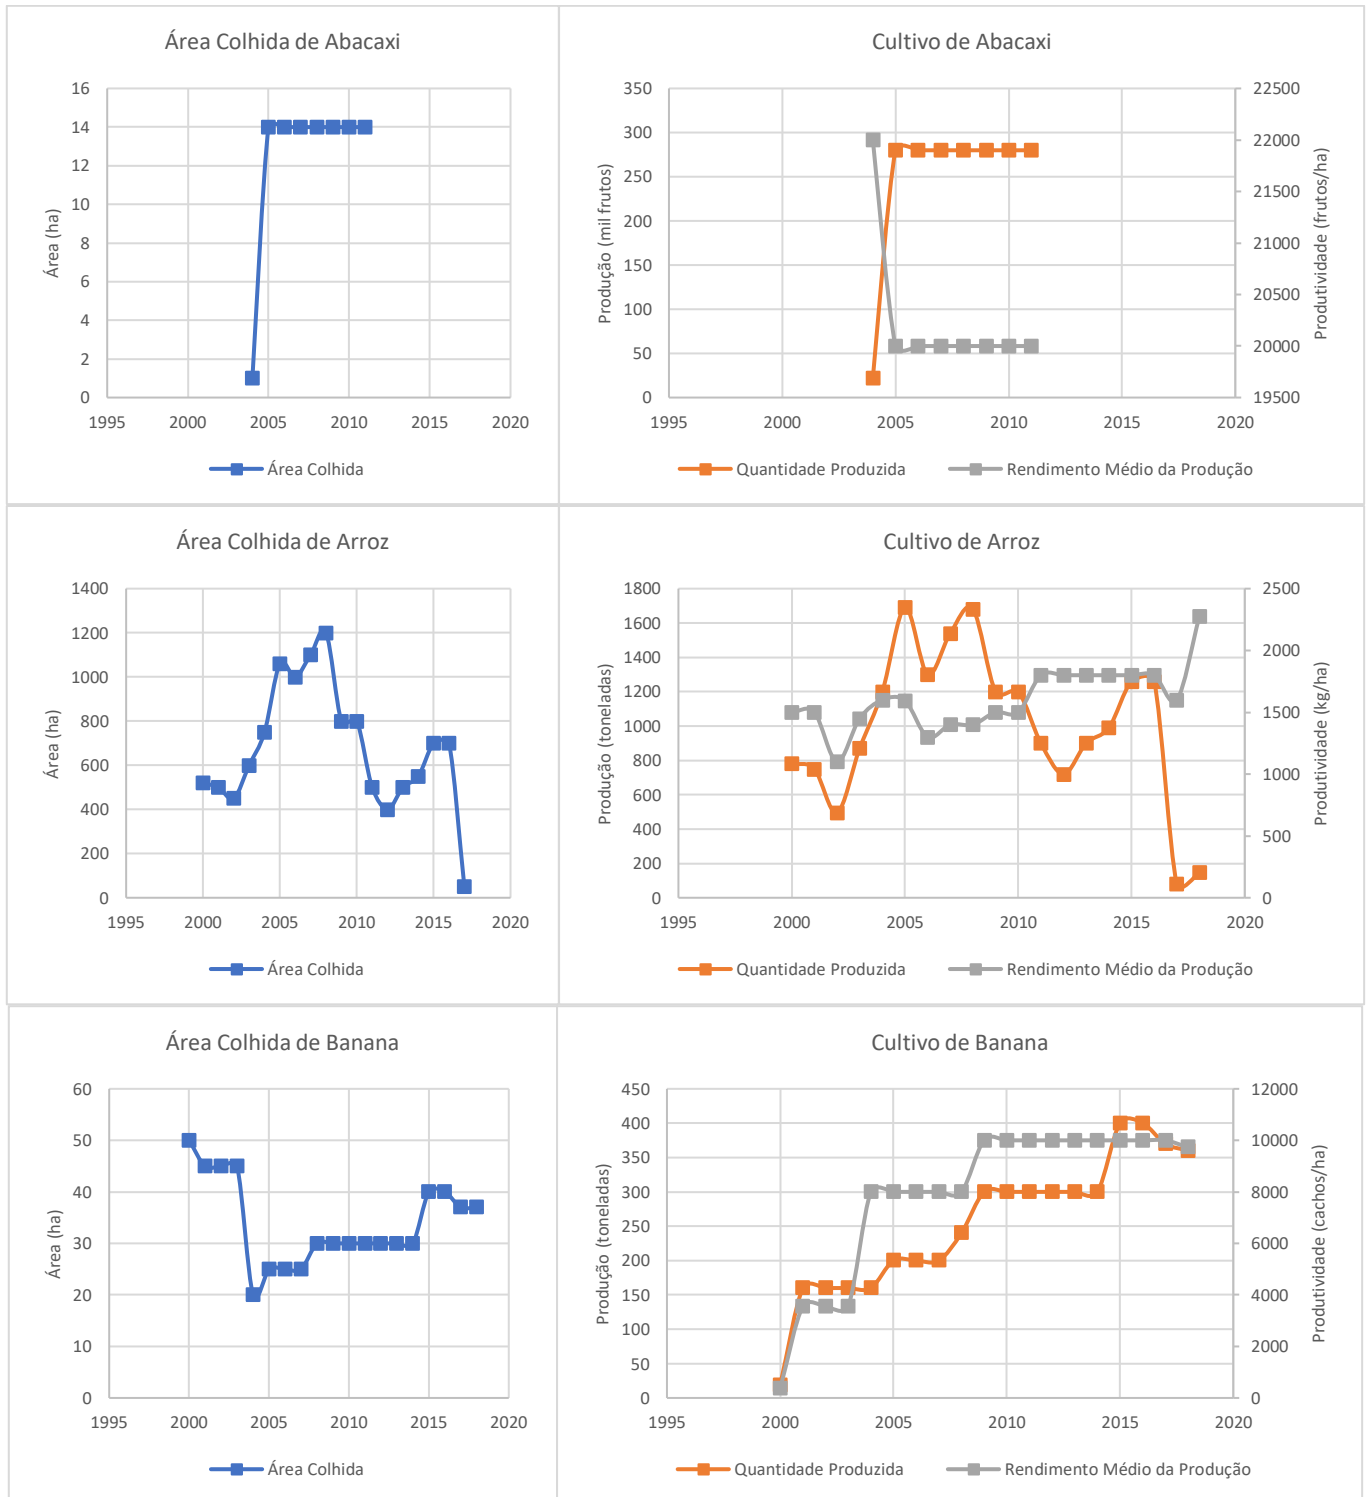 Área Colhida de Abacaxi
16
14
12
10
8
6
4
2
0
Área (ha)
1995 2000 2005 2010 2015 2020
Área Colhida
Cultivo de Abacaxi
350
300
250
200
150
100
50
0
Produção (mil frutos)
22500
22000
21500
21000
20500
20000
19500
Produtividade (frutos/ha)
1995 2000 2005 2010 2015 2020
Quantidade Produzida Rendimento Médio da Produção
Área Colhida de Arroz
1400
1200
1000
800
600
400
200
0
Área (ha)
1995 2000 2005 2010 2015 2020
Área Colhida
Cultivo de Arroz
1800
1600
1400
1200
1000
800
600
400
200
0
Produção (toneladas)
2500
2000
1500
1000
500
0
Produtividade (kg/ha)
1995 2000 2005 2010 2015 2020
Quantidade Produzida Rendimento Médio da Produção
Área Colhida de Banana
60
50
40
30
20
10
0
Área (ha)
1995 2000 2005 2010 2015 2020
Área Colhida
Cultivo de Banana
450
400
350
300
250
200
150
100
50
0
Produção (toneladas)
12000
10000
8000
6000
4000
2000
0
Produtividade (cachos/ha)
1995 2000 2005 2010 2015 2020
Quantidade Produzida Rendimento Médio da Produção